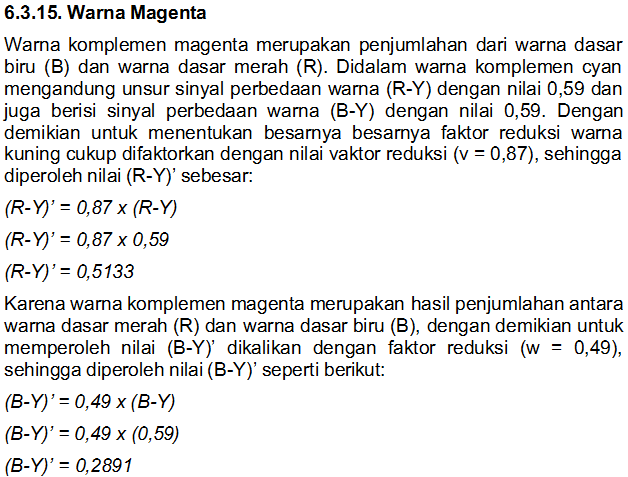 6.3.15. Warna Magenta
Warna komplemen magenta merupakan penjumlahan dari warna dasar
biru (B) dan warna dasar merah (R). Didalam warna komplemen cyan
mengandung unsur sinyal perbedaan warna (R-Y) dengan nilai 0,59 dan
juga berisi sinyal perbedaan warna (B-Y) dengan nilai 0,59. Dengan
demikian untuk menentukan besarnya besarnya faktor reduksi warna
kuning cukup difaktorkan dengan nilai vaktor reduksi (v = 0,87), sehingga
diperoleh nilai (R-Y)’ sebesar:
(R-Y)’ = 0,87 x (R-Y)
(R-Y)’ = 0,87 x 0,59
(R-Y)’ = 0,5133
Karena warna komplemen magenta merupakan hasil penjumlahan antara
warna dasar merah (R) dan warna dasar biru (B), dengan demikian untuk
memperoleh nilai (B-Y)’ dikalikan dengan faktor reduksi (w = 0,49),
sehingga diperoleh nilai (B-Y)’ seperti berikut:
(B-Y)’ = 0,49 x (B-Y)
(B-Y)’ = 0,49 x (0,59)
(B-Y)’ = 0,2891